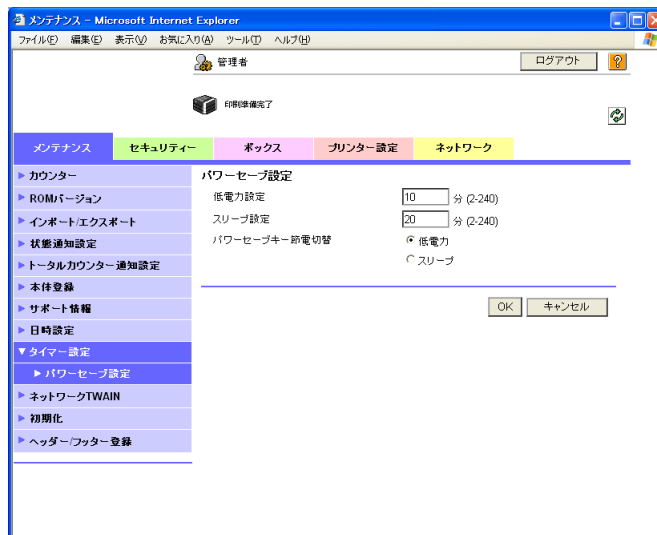 メンテナンス - Microsoft Internet Explorer
ファイル(F) 編集(E) 表示(V) お気に入り(A) ツール(T) ヘルプ(H)
管理者
ログアウト
?
印刷準備完了
メンテナンス セキュリティー ボックス プリンター設定 ネットワーク
カウンター
ROMバージョン
インポート/エクスポート
状態通知設定
トータルカウンター通知設定
本体登録
サポート情報
日時設定
タイマー設定
パワーセーブ設定
ネットワークTWAIN
初期化
ヘッダー/フッター登録
パワーセーブ設定
低電力設定 10 分 (2-240)
スリープ設定 20 分 (2-240)
パワーセーブキー節電切替 低電力
スリープ
OK キャンセル